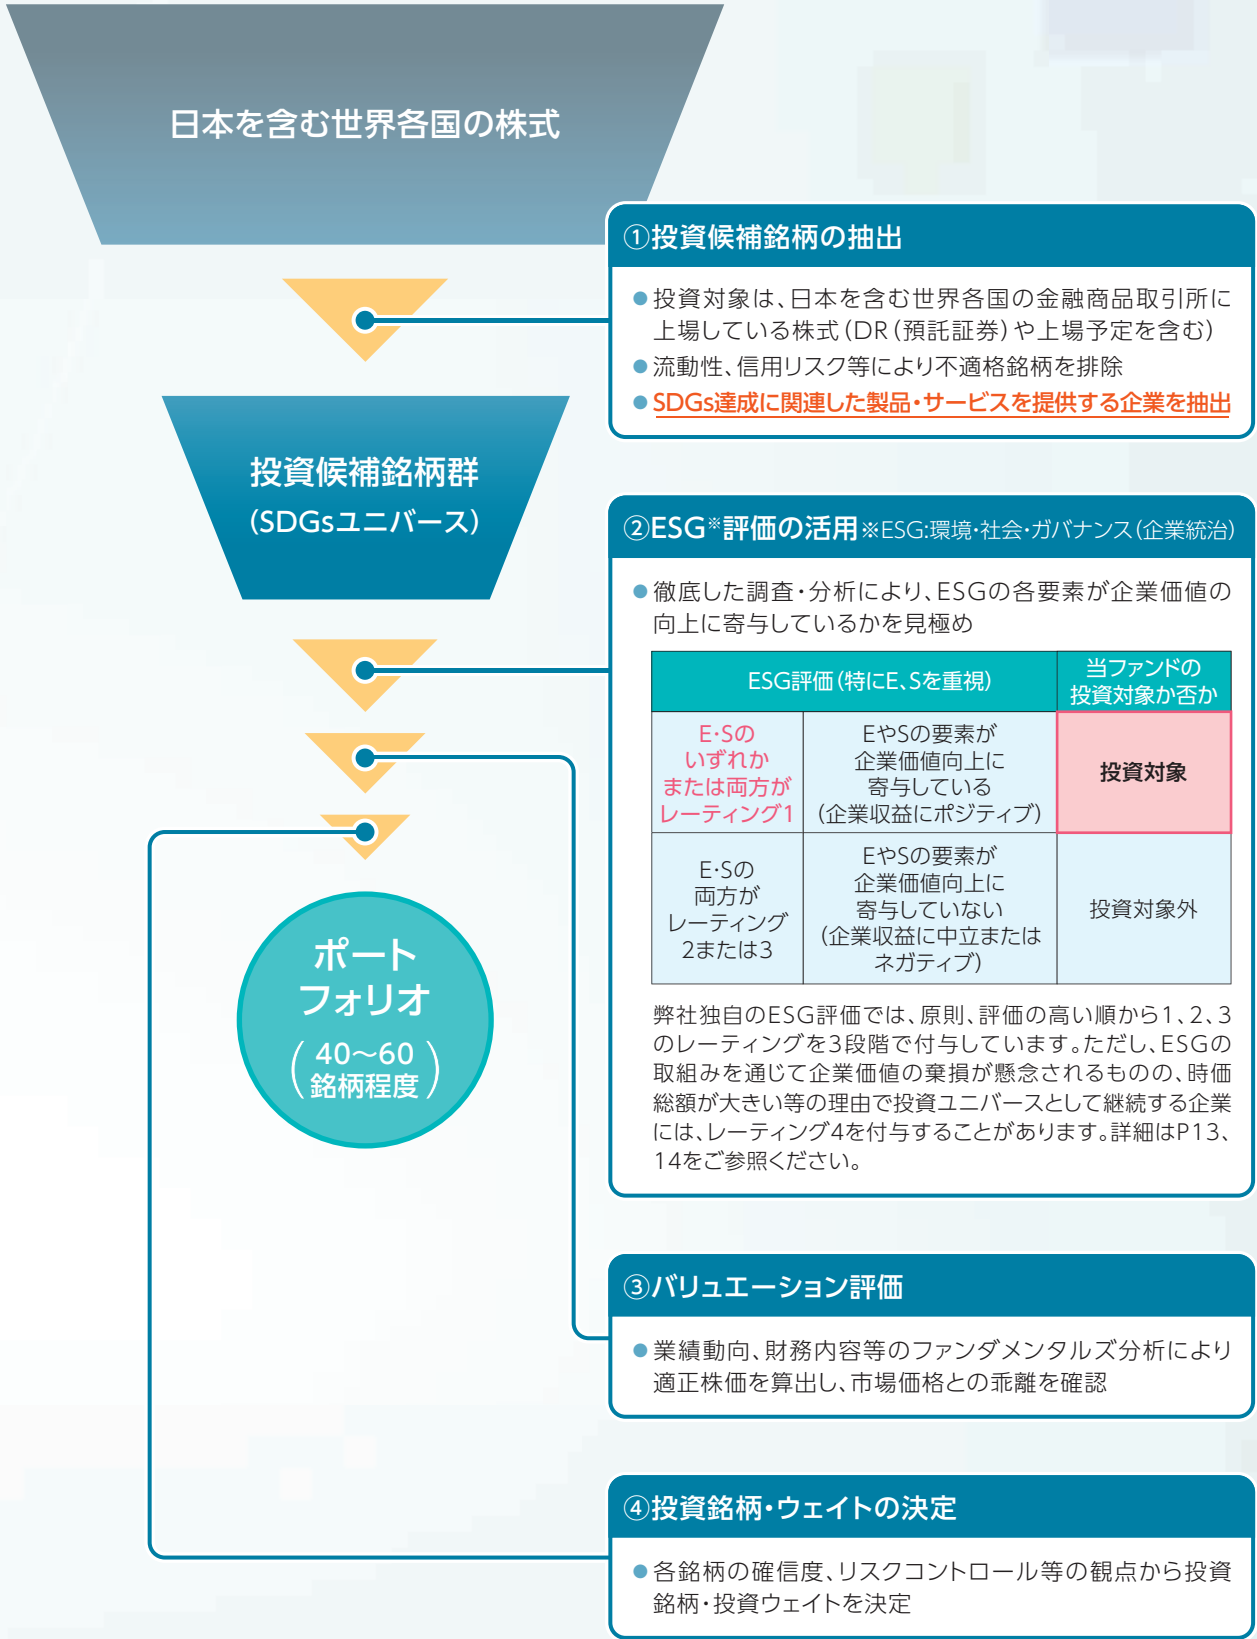 日本を含む世界各国の株式
①投資候補銘柄の抽出
●投資対象は、日本を含む世界各国の金融商品取引所に
上場している株式(DR(預託証券)や上場予定を含む)
●流動性、信用リスク等により不適格銘柄を排除
●SDGs達成に関連した製品・サービスを提供する企業を抽出
投資候補銘柄群
(SDGsユニバース)
②ESG※評価の活用※ESG:環境・社会・ガバナンス(企業統治)
●徹底した調査・分析により、ESGの各要素が企業価値の
向上に寄与しているかを見極め
ESG評価(特にE、Sを重視)
当ファンドの
投資対象か否か
E・Sの
いずれか
または両方が
レーティング1
EやSの要素が
企業価値向上に
寄与している
(企業収益にポジティブ)
投資対象
E・Sの
両方が
レーティング
2または3
EやSの要素が
企業価値向上に
寄与していない
(企業収益に中立または
ネガティブ)
投資対象外
弊社独自のESG評価では、原則、評価の高い順から1、2、3
のレーティングを3段階で付与しています。ただし、ESGの
取組みを通じて企業価値の棄損が懸念されるものの、時価
総額が大きい等の理由で投資ユニバースとして継続する企業
には、レーティング4を付与することがあります。詳細はP13、
14をご参照ください。
ポート
フォリオ
(40～60
銘柄程度)
③バリュエーション評価
●業績動向、財務内容等のファンダメンタルズ分析により
適正株価を算出し、市場価格との乖離を確認
④投資銘柄・ウェイトの決定
●各銘柄の確信度、リスクコントロール等の観点から投資
銘柄・投資ウェイトを決定